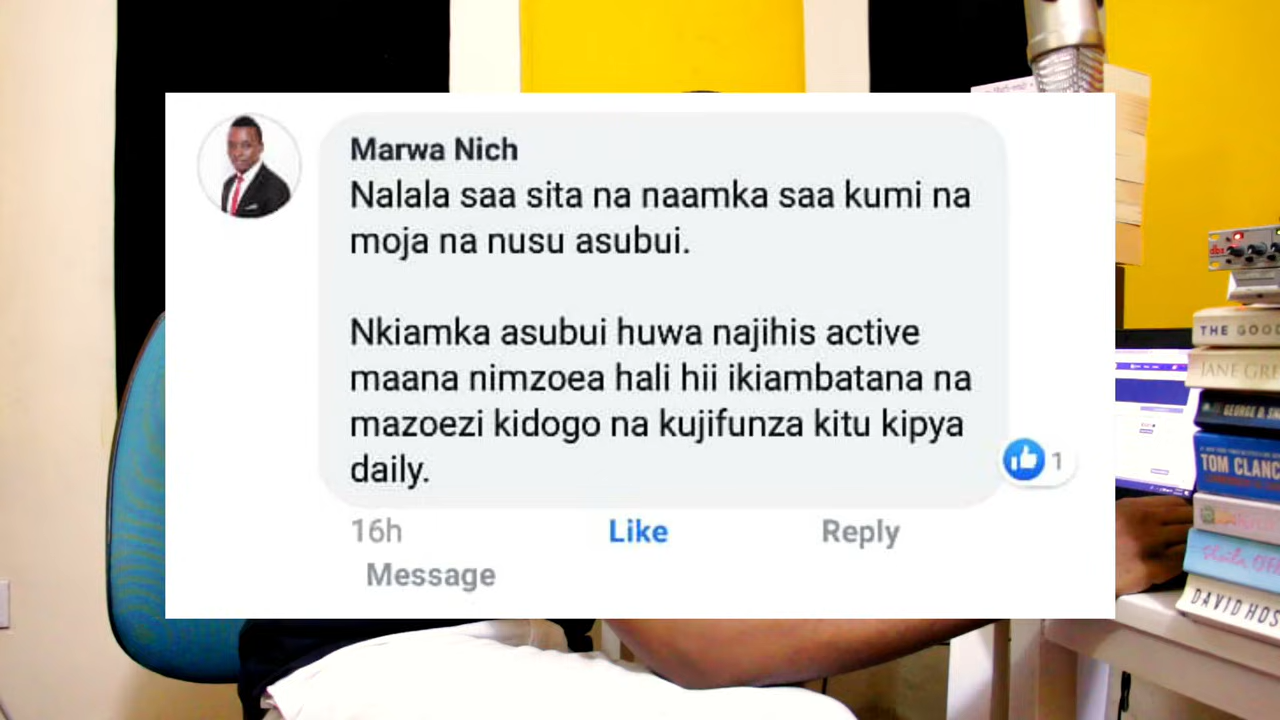 Marwa Nich
Nalala saa sita na naamka saa kumi na
moja na nusu asubui.
Nkiamka asubui huwa najihis active
maana nimzoea hali hii ikiambatana na
mazoezi kidogo na kujifunza kitu kipya
daily.
1
16h
Like
Reply
Message
dbx
THE GOOD
JANE GRE
GEORGE D. SH
TOM CLANC
DAVID HOS